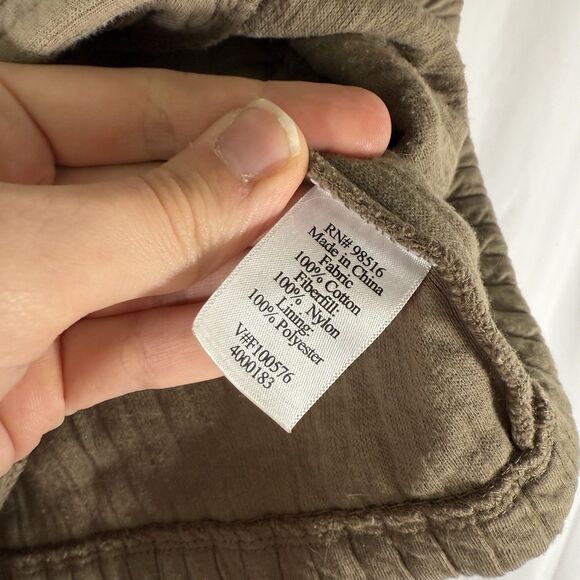 RN# 98516
Made in China
Fabric
100% Cotton
Fiberfill:
100% Nylon
Lining:
100% Polyester
V#F100576
4000183